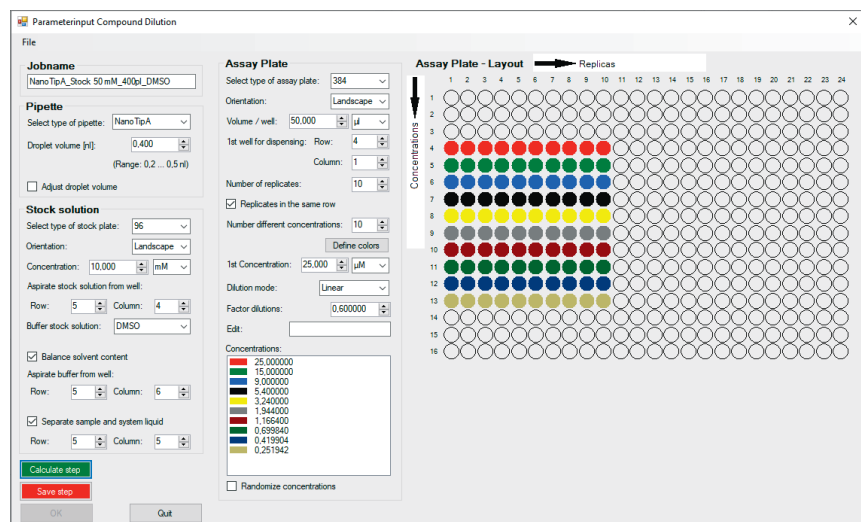 Parameterinput Compound Dilution
File
Jobname
NanoTipA_Stock 50 mM_400pl_DMSO
Pipette
Select type of pipette: NanoTipA
Droplet volume [nl]: 0,400
(Range: 0,2 ... 0,5 nl)
Adjust droplet volume
Stock solution
Select type of stock plate: 96
Orientation: Landscape
Concentration: 10,000 mM
Aspirate stock solution from well:
Row: 5 Column: 4
Buffer stock solution: DMSO
Balance solvent content
Aspirate buffer from well:
Row: 5 Column: 6
Separate sample and system liquid
Row: 5 Column: 5
Calculate step
Save step
OK Quit
Assay Plate
Select type of assay plate: 384
Orientation: Landscape
Volume / well: 50,000 µl
1st well for dispensing: Row: 4
Column: 1
Number of replicates: 10
Replicates in the same row
Number different concentrations: 10
Define colors
1st Concentration: 25,000 µM
Dilution mode: Linear
Factor dilutions: 0,600000
Edit:
Concentrations:
25,000000
15,000000
9,000000
5,400000
3,240000
1,944000
1,166400
0,699840
0,419904
0,251942
Randomize concentrations
Assay Plate - Layout Replicas
Concentrations
1 2 3 4 5 6 7 8 9 10 11 12 13 14 15 16 17 18 19 20 21 22 23 24
1
2
3
4
5
6
7
8
9
10
11
12
13
14
15
16